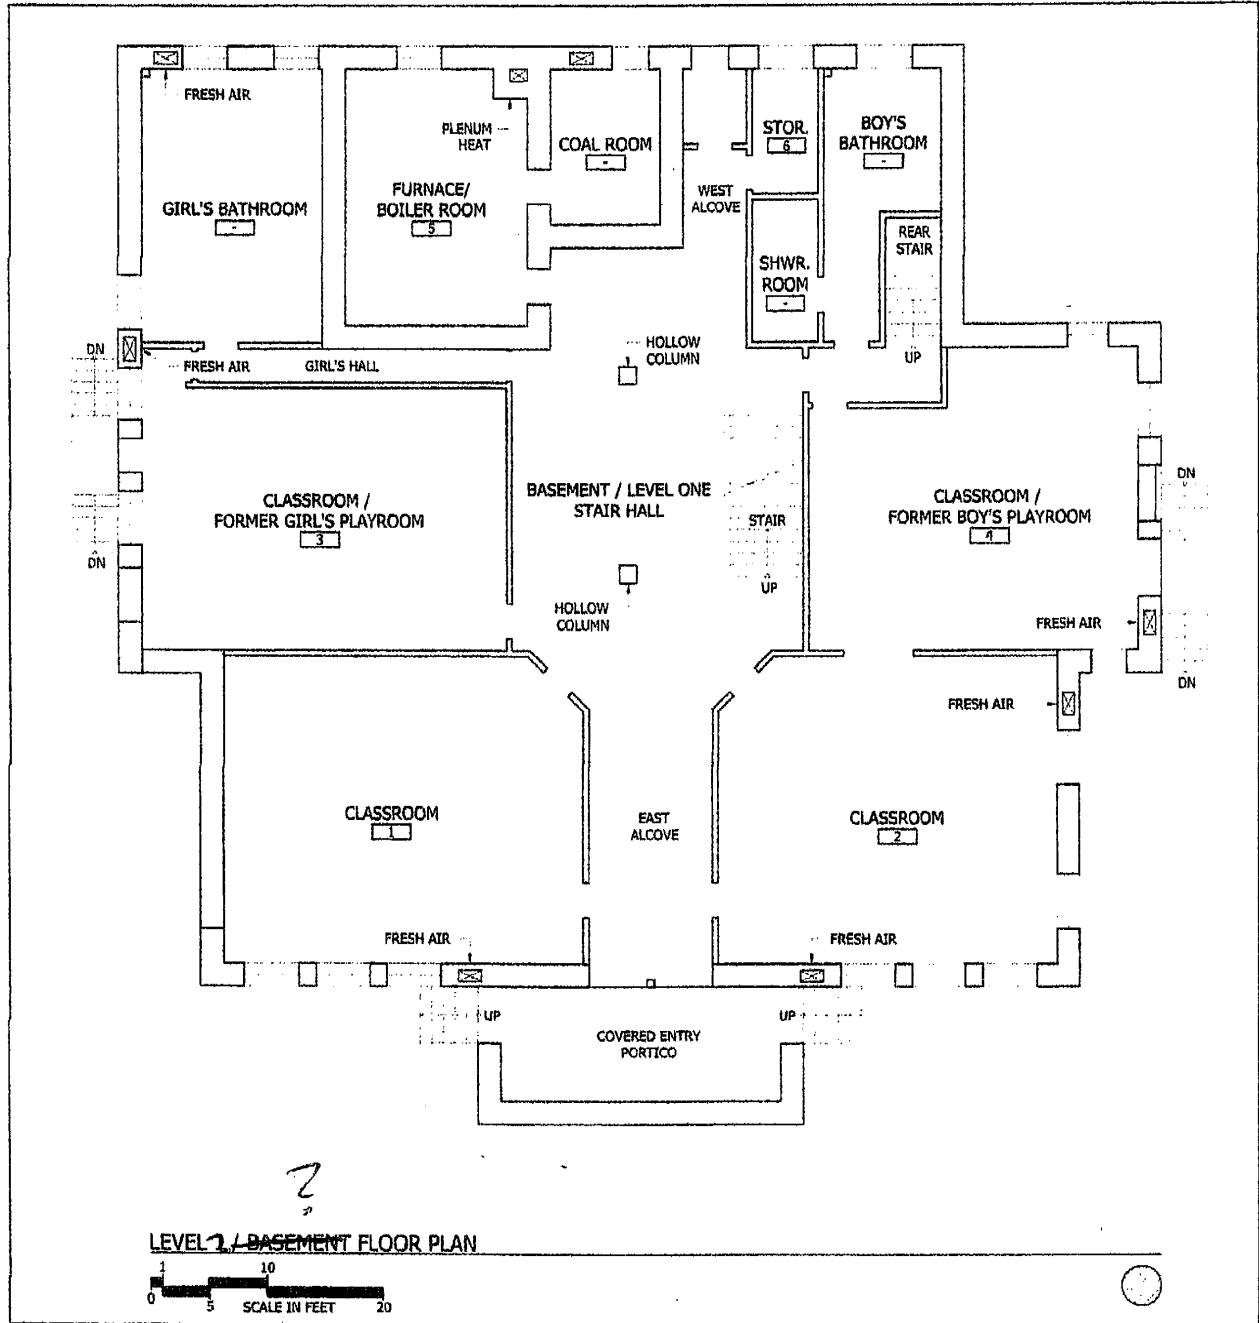 FRESH AIR
PLENUM
HEAT
COAL ROOM
-
STOR.
6
BOY'S
BATHROOM
-
GIRL'S BATHROOM
-
FURNACE/
BOILER ROOM
5
WEST
ALCOVE
REAR
STAIR
SHWR.
ROOM
-
DN
FRESH AIR
GIRL'S HALL
HOLLOW
COLUMN
UP
CLASSROOM /
FORMER GIRL'S PLAYROOM
3
BASEMENT / LEVEL ONE
STAIR HALL
STAIR
UP
CLASSROOM /
FORMER BOY'S PLAYROOM
4
DN
DN
HOLLOW
COLUMN
FRESH AIR
DN
FRESH AIR
CLASSROOM
1
EAST
ALCOVE
CLASSROOM
2
FRESH AIR
FRESH AIR
UP
UP
COVERED ENTRY
PORTICO
?
LEVEL 2 / BASEMENT FLOOR PLAN
1 10
0 5 SCALE IN FEET 20